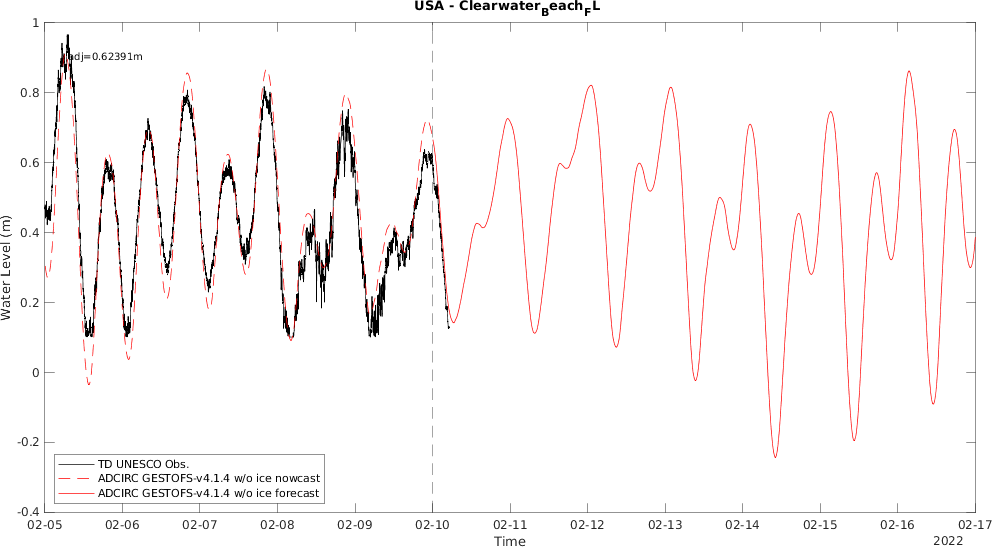 USA - Clearwater_Beach_FL
adj=0.62391m
1
0.8
0.6
0.4
0.2
0
-0.2
-0.4
Water Level (m)
TD UNESCO Obs.
ADCIRC GESTOFS-v4.1.4 w/o ice nowcast
ADCIRC GESTOFS-v4.1.4 w/o ice forecast
02-05 02-06 02-07 02-08 02-09 02-10 02-11 02-12 02-13 02-14 02-15 02-16 02-17
Time
2022